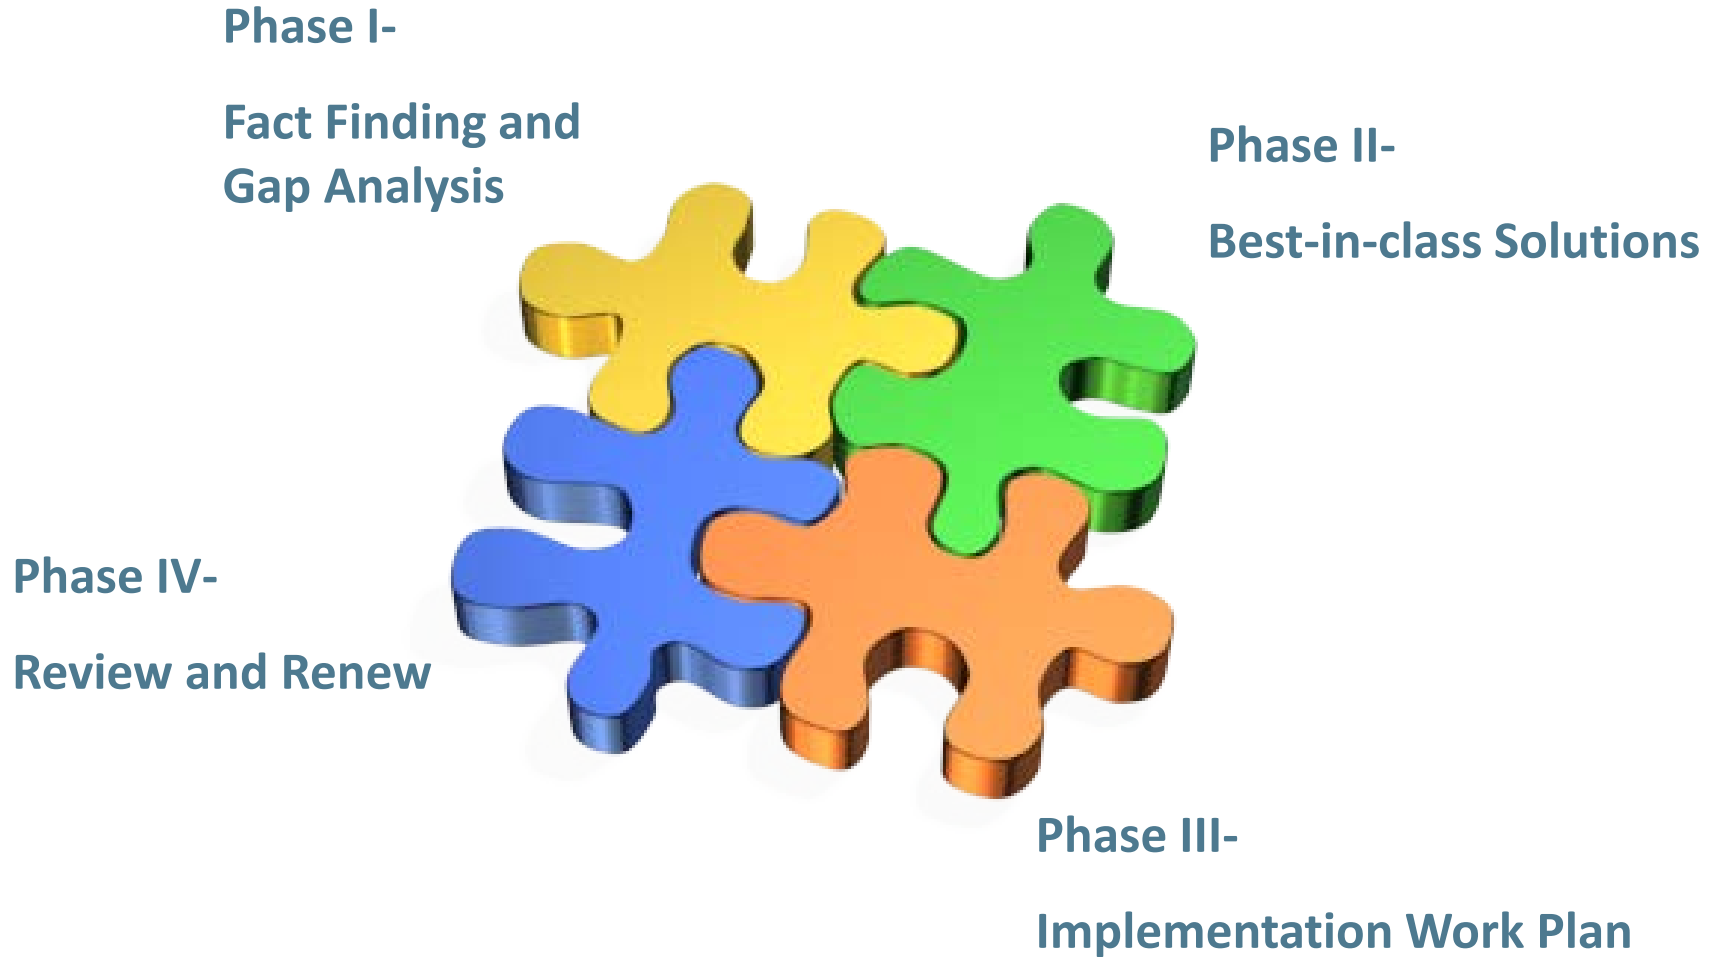 Phase I-
Fact Finding and
Gap Analysis
Phase II-
Best-in-class Solutions
Phase III-
Implementation Work Plan
Phase IV-
Review and Renew